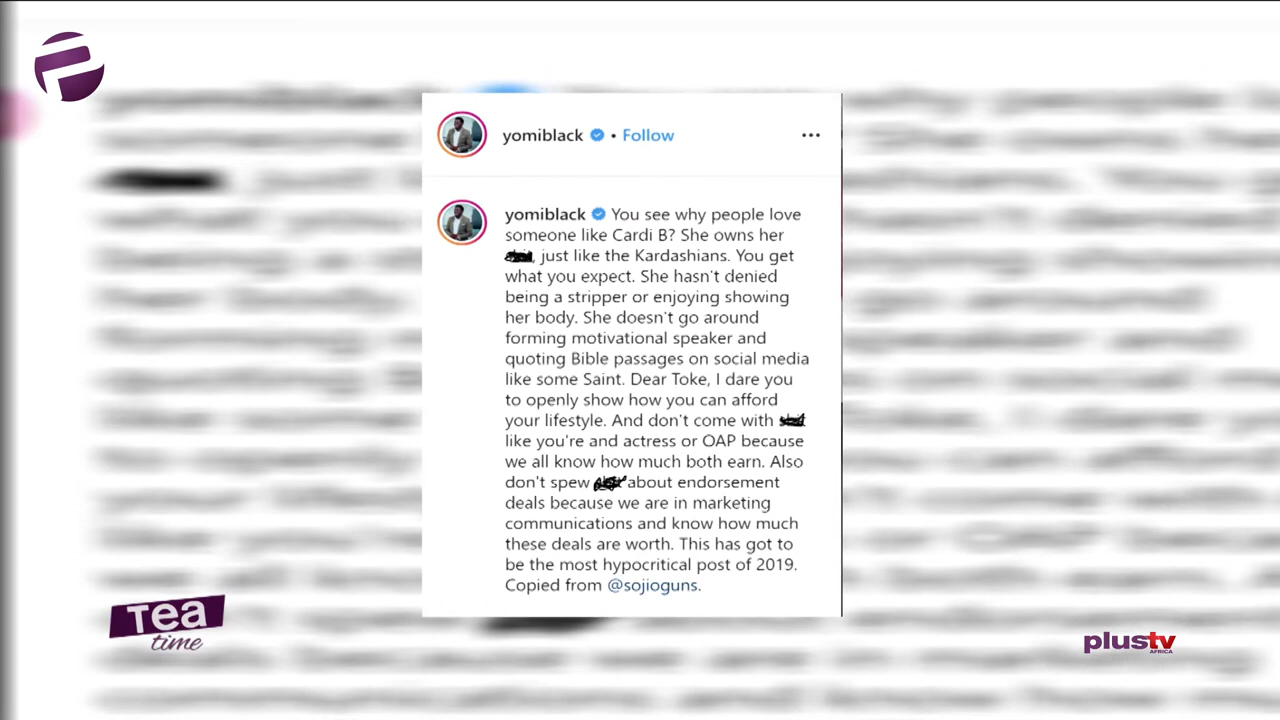 yomiblack • Follow
yomiblack You see why people love
someone like Cardi B? She owns her
, just like the Kardashians. You get
what you expect. She hasn't denied
being a stripper or enjoying showing
her body. She doesn't go around
forming motivational speaker and
quoting Bible passages on social media
like some Saint. Dear Toke, I dare you
to openly show how you can afford
your lifestyle. And don't come with
like you're and actress or OAP because
we all know how much both earn. Also
don't spew about endorsement
deals because we are in marketing
communications and know how much
these deals are worth. This has got to
be the most hypocritical post of 2019.
Copied from @sojioguns.
Tea
time
plustv
AFRICA